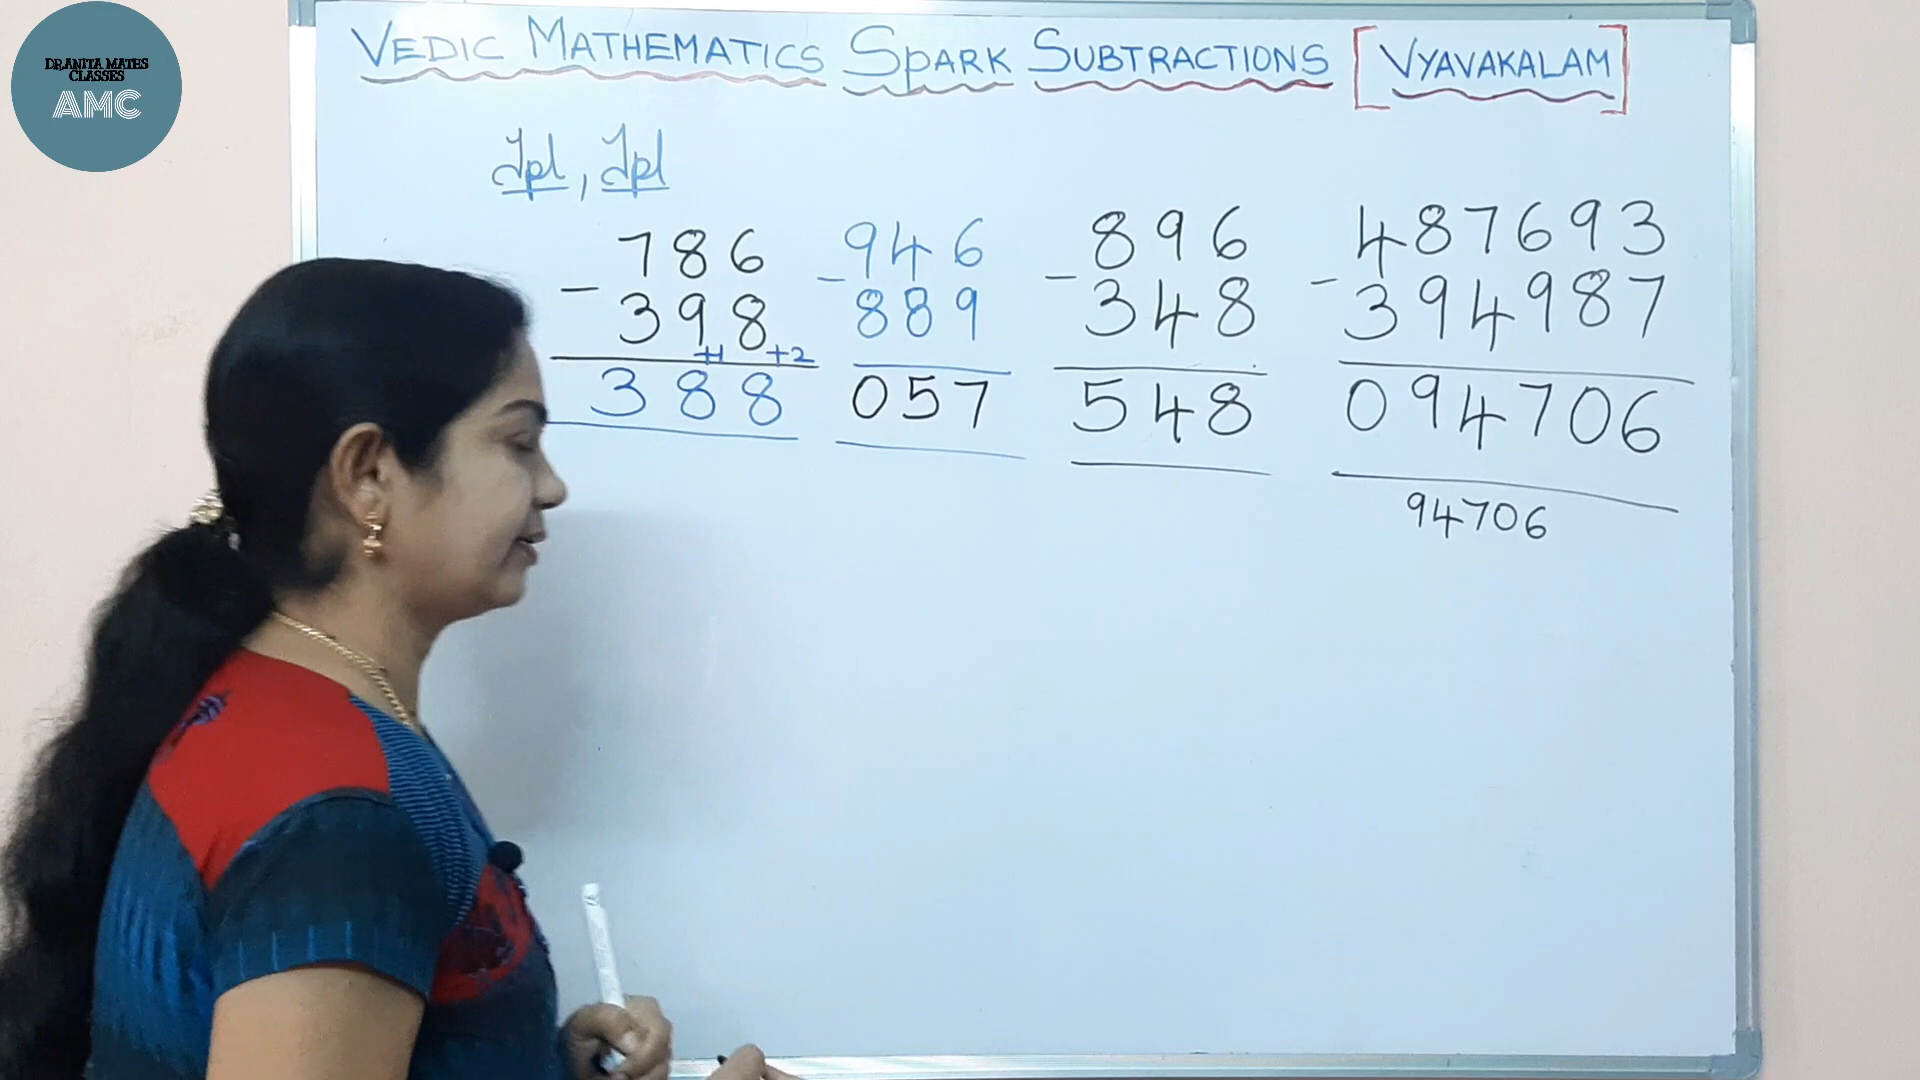 DR.ANITA MATES
CLASSES
AMC
VEDIC MATHEMATICS SPARK SUBTRACTIONS [VYAVAKALAM]
786 946 896 487693
- 398 - 889 - 348 - 394987
+1 +2
388 057 548 094706
94706